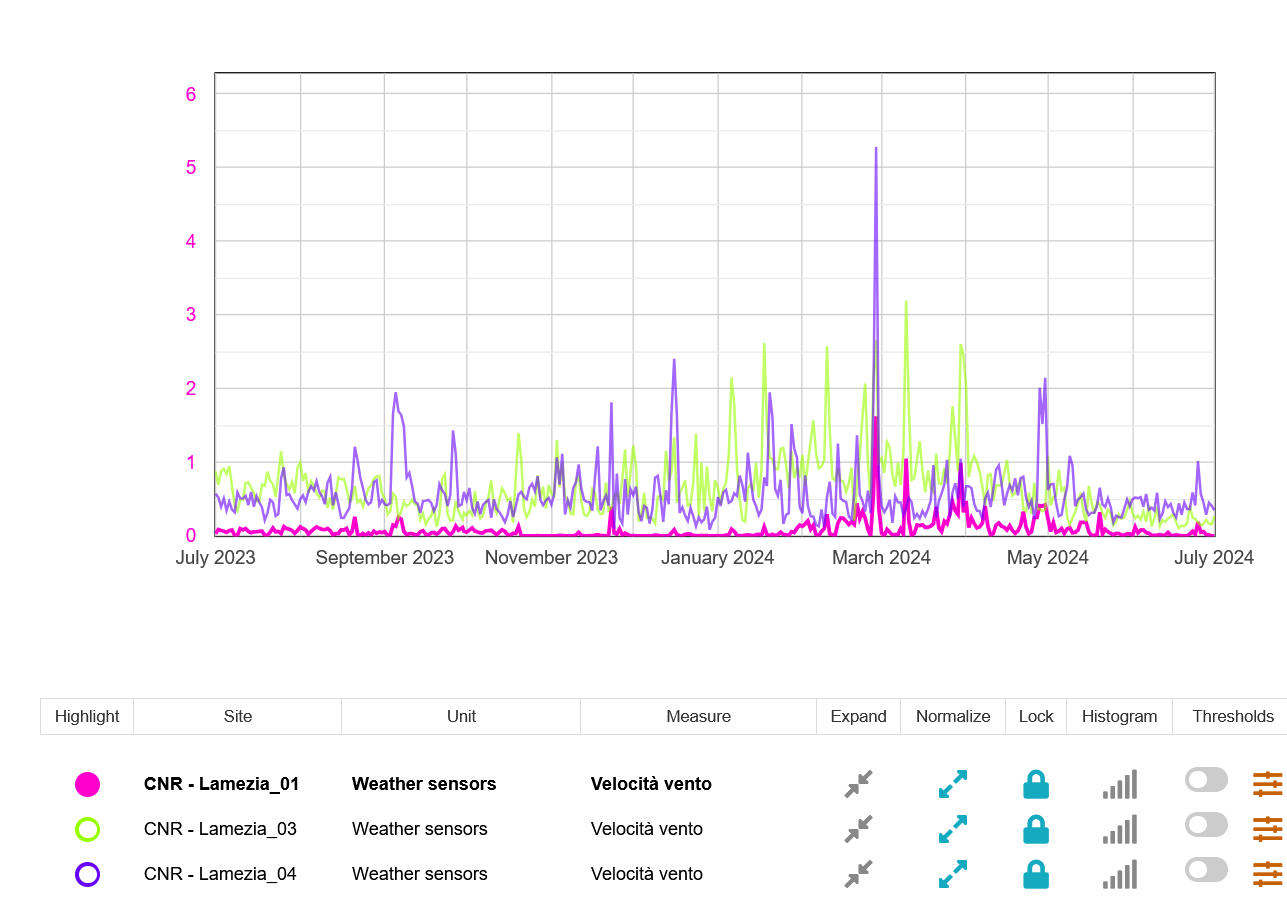 6
5
4
3
2
1
0
July 2023 September 2023 November 2023 January 2024 March 2024 May 2024 July 2024
Highlight Site Unit Measure Expand Normalize Lock Histogram Thresholds
CNR - Lamezia_01 Weather sensors Velocità vento
CNR - Lamezia_03 Weather sensors Velocità vento
CNR - Lamezia_04 Weather sensors Velocità vento